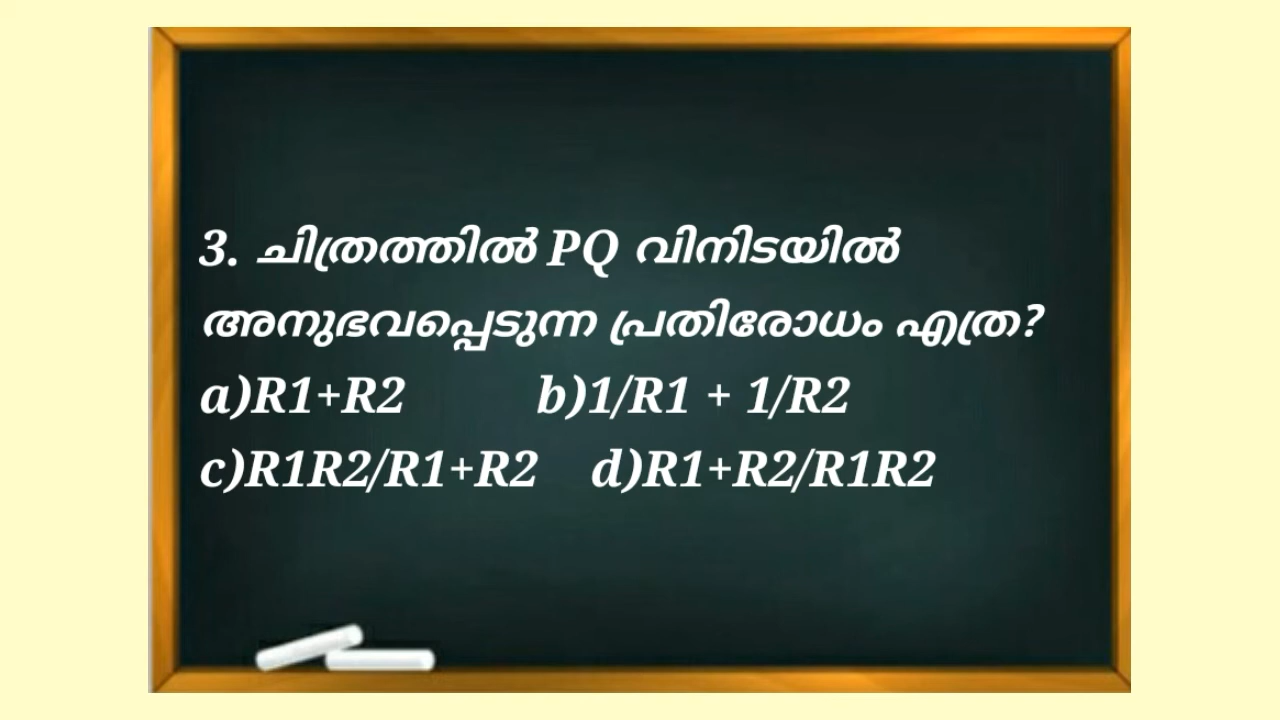 3. ചിത്രത്തിൽ PQ വിനിടയിൽ
അനുഭവപ്പെടുന്ന പ്രതിരോധം എത്ര?
a)R1+R2 b)1/R1 + 1/R2
c)R1R2/R1+R2 d)R1+R2/R1R2